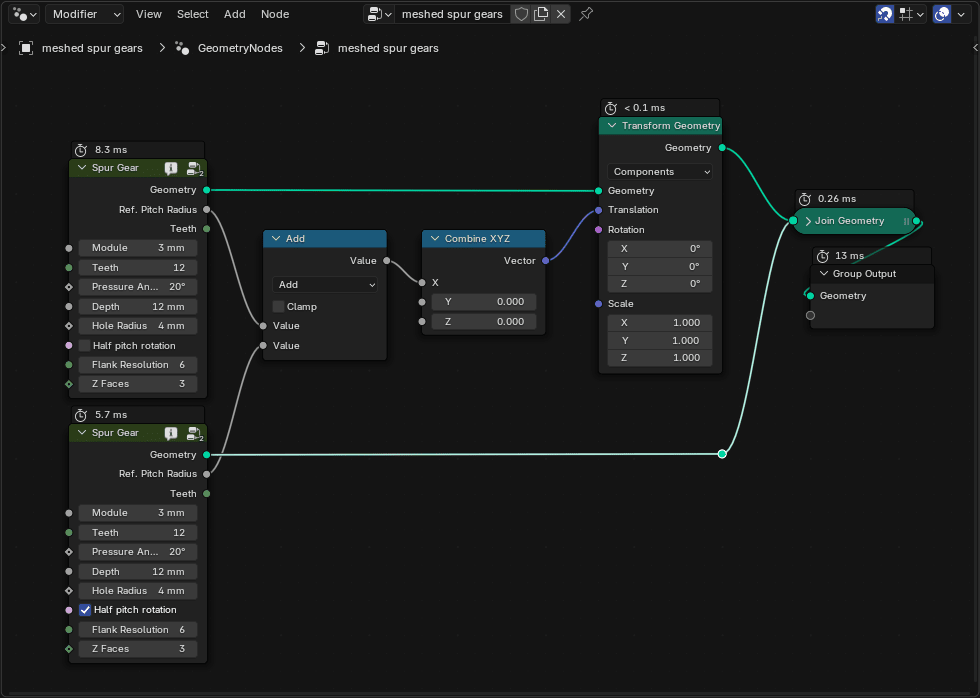 Modifier View Select Add Node meshed spur gears
meshed spur gears GeometryNodes meshed spur gears
8.3 ms
Spur Gear 2
Geometry
Ref. Pitch Radius
Teeth
Module 3 mm
Teeth 12
Pressure An... 20°
Depth 12 mm
Hole Radius 4 mm
Half pitch rotation
Flank Resolution 6
Z Faces 3
5.7 ms
Spur Gear 2
Geometry
Ref. Pitch Radius
Teeth
Module 3 mm
Teeth 12
Pressure An... 20°
Depth 12 mm
Hole Radius 4 mm
Half pitch rotation
Flank Resolution 6
Z Faces 3
Add
Value
Add
Clamp
Value
Value
Combine XYZ
Vector
X
Y 0.000
Z 0.000
< 0.1 ms
Transform Geometry
Geometry
Components
Geometry
Translation
Rotation
X 0°
Y 0°
Z 0°
Scale
X 1.000
Y 1.000
Z 1.000
0.26 ms
Join Geometry
13 ms
Group Output
Geometry